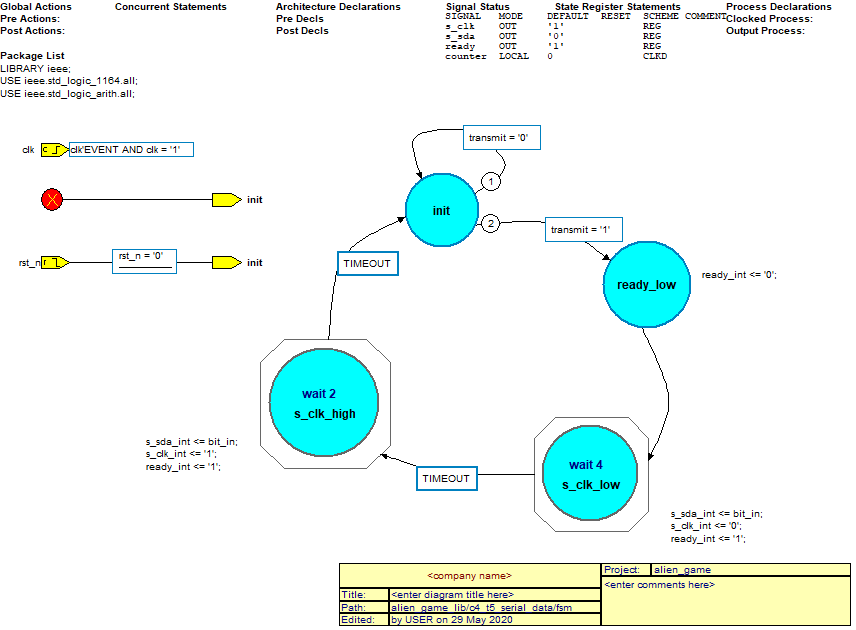 Global Actions
Pre Actions:
Post Actions:
Concurrent Statements
Architecture Declarations
Pre Decls
Post Decls
Signal Status
SIGNAL MODE DEFAULT RESET SCHEME COMMENT
s_clk OUT '1' REG
s_sda OUT '0' REG
ready OUT '1' REG
counter LOCAL 0 CLKD
State Register Statements
Process Declarations
Clocked Process:
Output Process:
Package List
LIBRARY ieee;
USE ieee.std_logic_1164.all;
USE ieee.std_logic_arith.all;
clk
c
clk'EVENT AND clk = '1'
X
init
rst_n
r
rst_n = '0'
init
transmit = '0'
1
init
2
transmit = '1'
TIMEOUT
ready_low
ready_int <= '0';
wait 2
s_clk_high
s_sda_int <= bit_in;
s_clk_int <= '1';
ready_int <= '1';
TIMEOUT
wait 4
s_clk_low
s_sda_int <= bit_in;
s_clk_int <= '0';
ready_int <= '1';
<company name>
Title: <enter diagram title here>
Path: alien_game_lib/c4_t5_serial_data/fsm
Edited: by USER on 29 May 2020
Project: alien_game
<enter comments here>